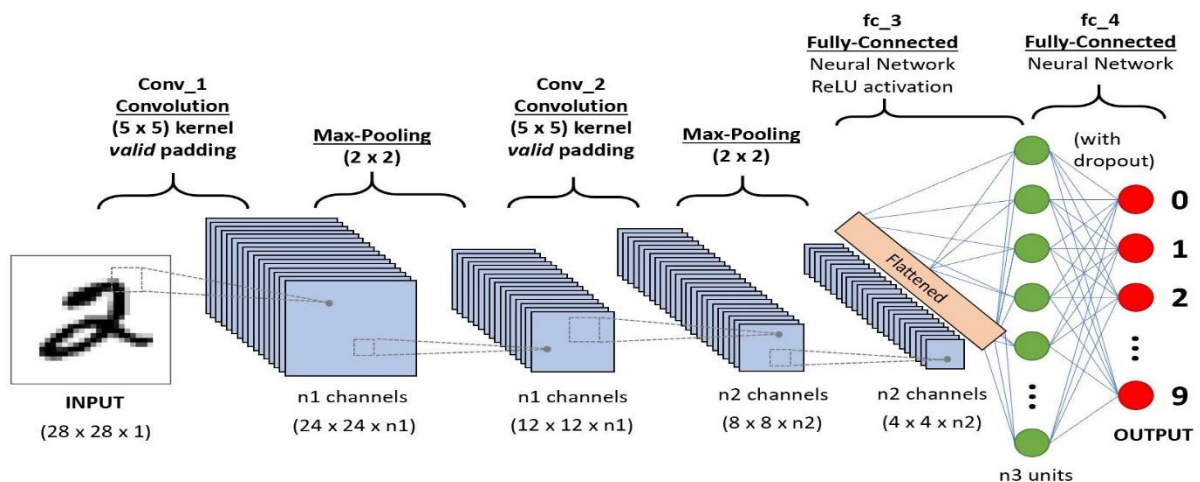 Conv_1
Convolution
(5 x 5) kernel
valid padding
Max-Pooling
(2 x 2)
Conv_2
Convolution
(5 x 5) kernel
valid padding
Max-Pooling
(2 x 2)
fc_3
Fully-Connected
Neural Network
ReLU activation
fc_4
Fully-Connected
Neural Network
(with
dropout)
Flattened
0
1
2
9
OUTPUT
2
INPUT
(28 x 28 x 1)
n1 channels
(24 x 24 x n1)
n1 channels
(12 x 12 x n1)
n2 channels
(8 x 8 x n2)
n2 channels
(4 x 4 x n2)
n3 units